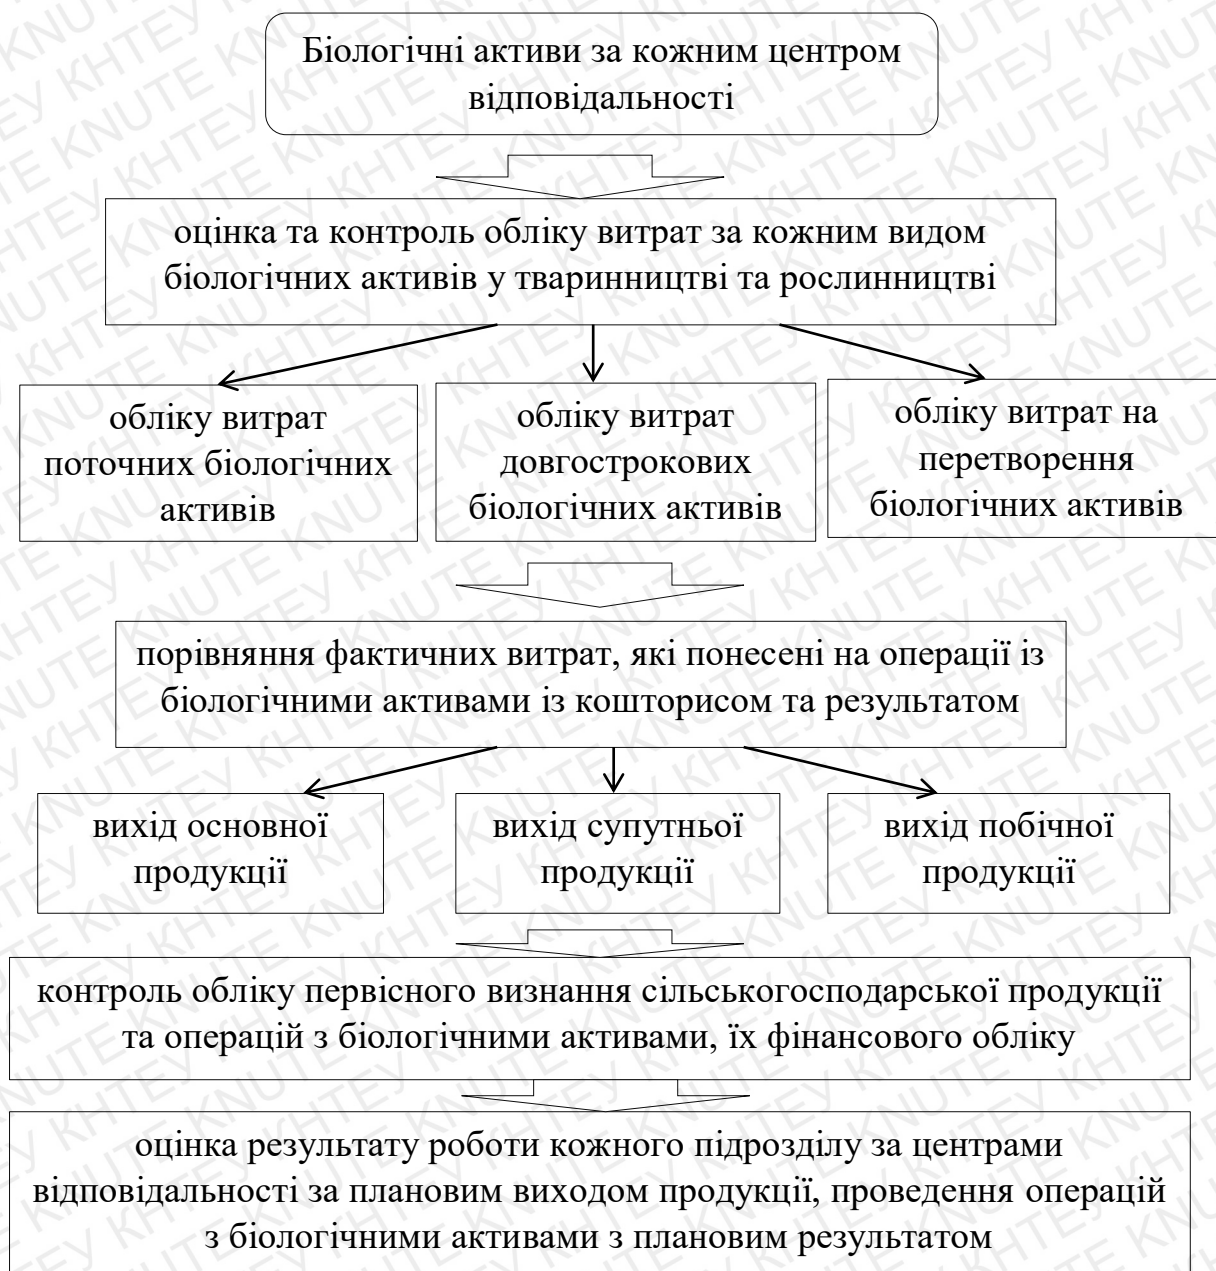 Біологічні активи за кожним центром
відповідальності
оцінка та контроль обліку витрат за кожним видом
біологічних активів у тваринництві та рослинництві
обліку витрат
поточних біологічних
активів
обліку витрат
довгострокових
біологічних активів
обліку витрат на
перетворення
біологічних активів
порівняння фактичних витрат, які понесені на операції із
біологічними активами із кошторисом та результатом
вихід основної
продукції
вихід супутньої
продукції
вихід побічної
продукції
контроль обліку первісного визнання сільськогосподарської продукції
та операцій з біологічними активами, їх фінансового обліку
оцінка результату роботи кожного підрозділу за центрами
відповідальності за плановим виходом продукції, проведення операцій
з біологічними активами з плановим результатом